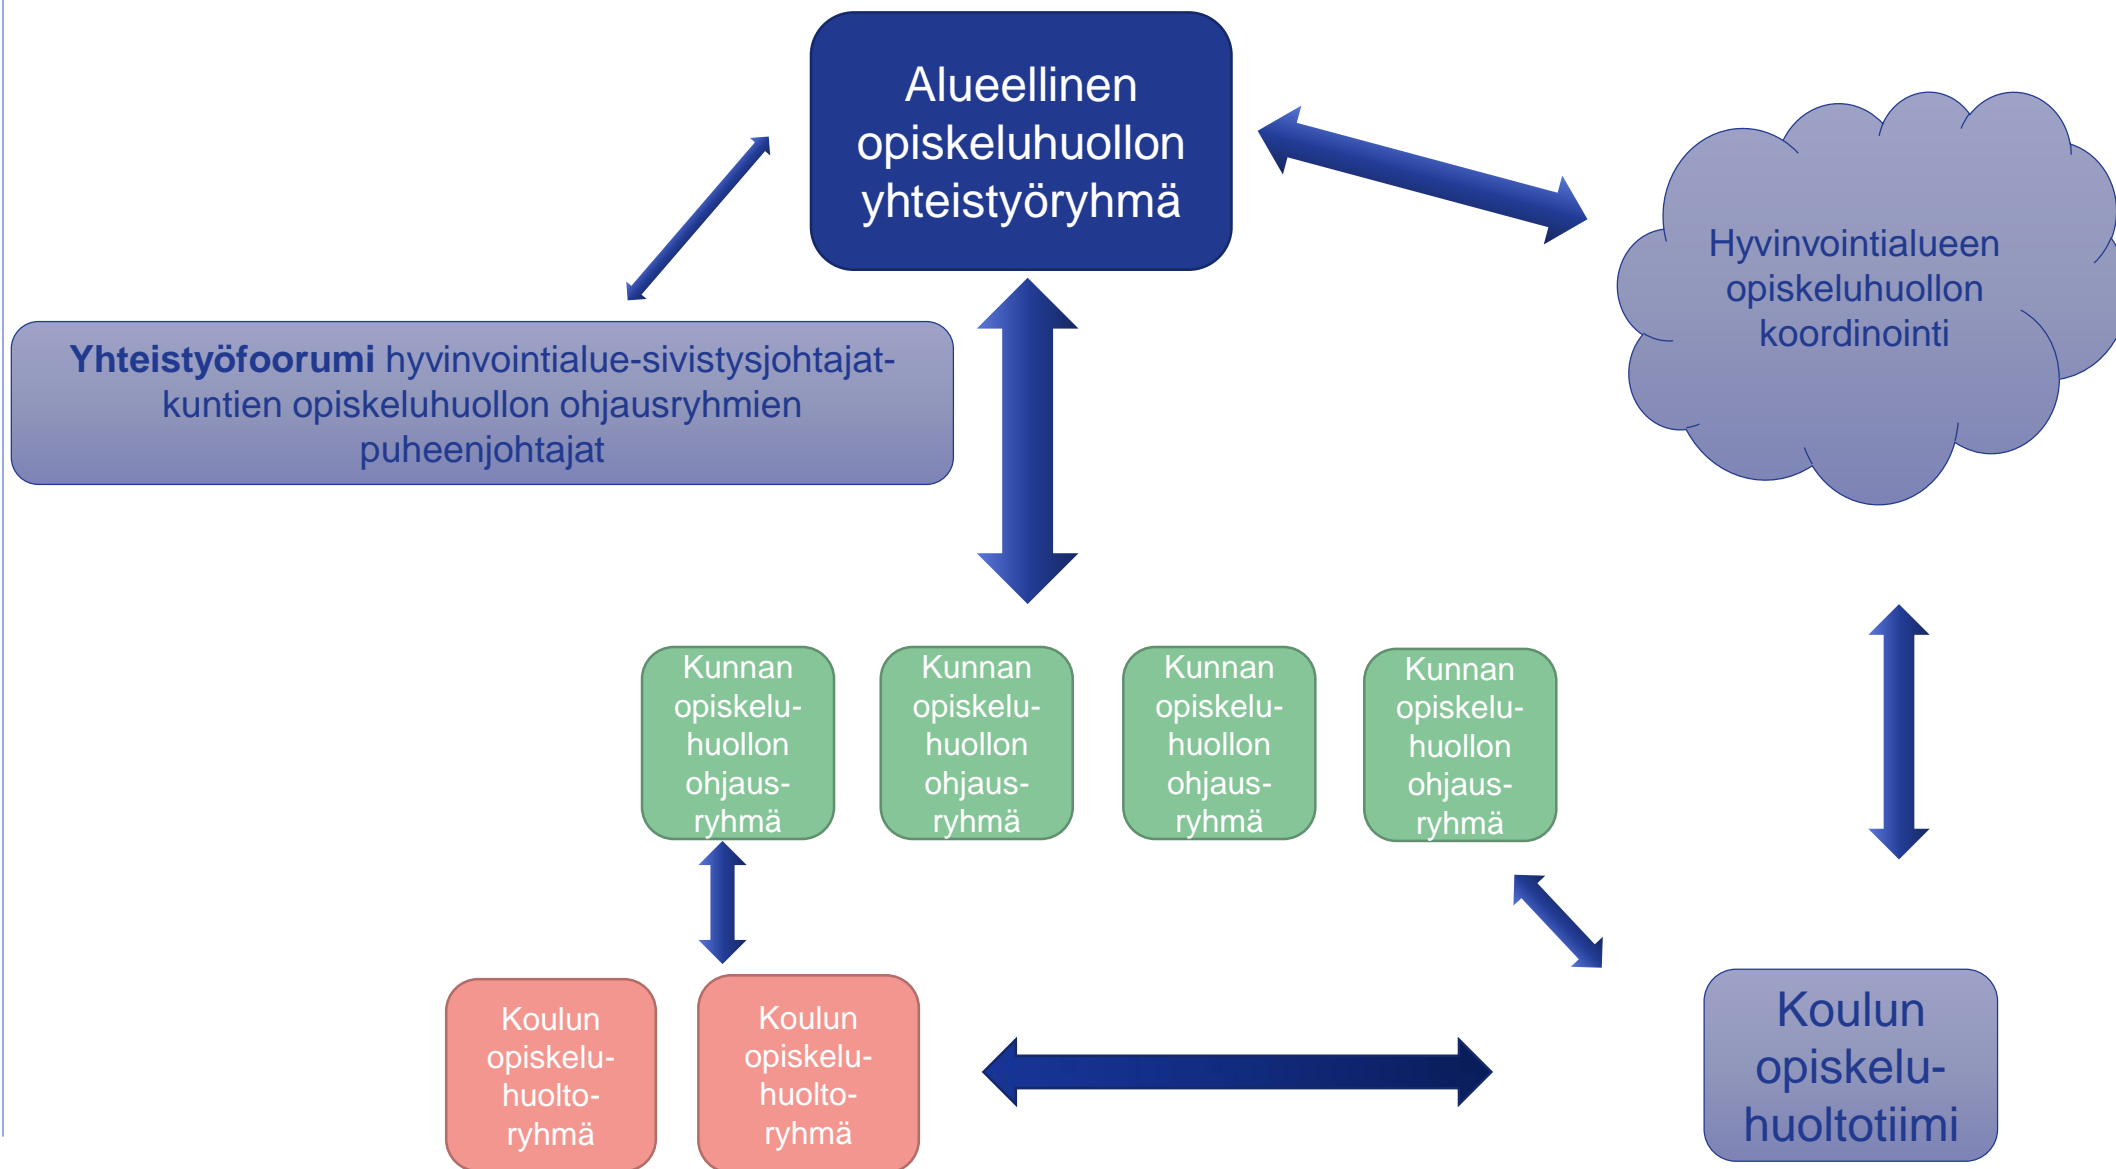 Alueellinen
opiskeluhuollon
yhteistyöryhmä
Hyvinvointialueen
opiskeluhuollon
koordinointi
Yhteistyöfoorumi hyvinvointialue-sivistysjohtajat-
kuntien opiskeluhuollon ohjausryhmien
puheenjohtajat
Kunnan
opiskelu-
huollon
ohjaus-
ryhmä
Kunnan
opiskelu-
huollon
ohjaus-
ryhmä
Kunnan
opiskelu-
huollon
ohjaus-
ryhmä
Kunnan
opiskelu-
huollon
ohjaus-
ryhmä
Koulun
opiskelu-
huolto-
ryhmä
Koulun
opiskelu-
huolto-
ryhmä
Koulun
opiskelu-
huoltotiimi